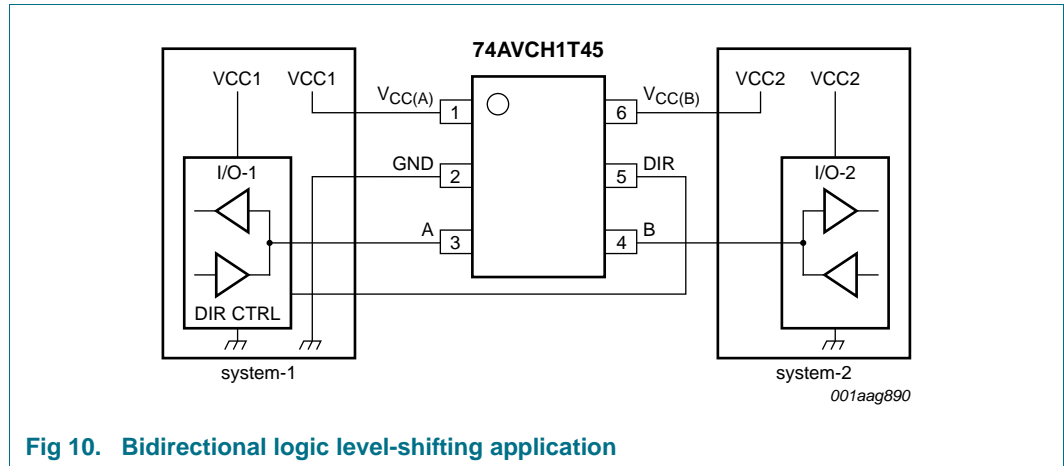 74AVCH1T45
VCC1 VCC1
VCC(A)
1
GND
2
A
3
VCC(B)
6
DIR
5
B
4
VCC2 VCC2
I/O-1
DIR CTRL
I/O-2
system-1
system-2
001aag890
Fig 10. Bidirectional logic level-shifting application